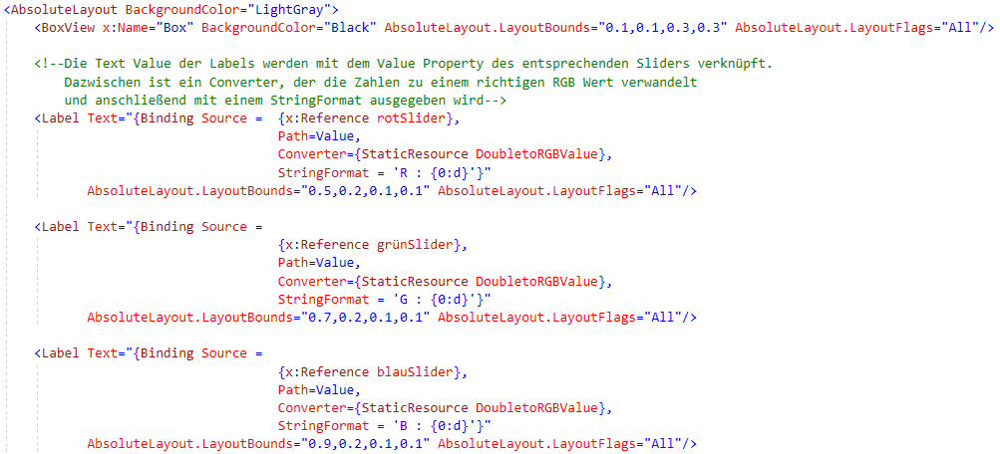 <AbsoluteLayout BackgroundColor="LightGray">
<BoxView x:Name="Box" BackgroundColor="Black" AbsoluteLayout.LayoutBounds="0.1,0.1,0.3,0.3" AbsoluteLayout.LayoutFlags="All"/>
<!--Die Text Value der Labels werden mit dem Value Property des entsprechenden Sliders verknüpft.
Dazwischen ist ein Converter, der die Zahlen zu einem richtigen RGB Wert verwandelt
und anschließend mit einem StringFormat ausgegeben wird-->
<Label Text="{Binding Source =  {x:Reference rotSlider},
Path=Value,
Converter={StaticResource DoubletoRGBValue},
StringFormat = 'R : {0:d}'}"
AbsoluteLayout.LayoutBounds="0.5,0.2,0.1,0.1" AbsoluteLayout.LayoutFlags="All"/>
<Label Text="{Binding Source =
{x:Reference grünSlider},
Path=Value,
Converter={StaticResource DoubletoRGBValue},
StringFormat = 'G : {0:d}'}"
AbsoluteLayout.LayoutBounds="0.7,0.2,0.1,0.1" AbsoluteLayout.LayoutFlags="All"/>
<Label Text="{Binding Source =
{x:Reference blauSlider},
Path=Value,
Converter={StaticResource DoubletoRGBValue},
StringFormat = 'B : {0:d}'}"
AbsoluteLayout.LayoutBounds="0.9,0.2,0.1,0.1" AbsoluteLayout.LayoutFlags="All"/>